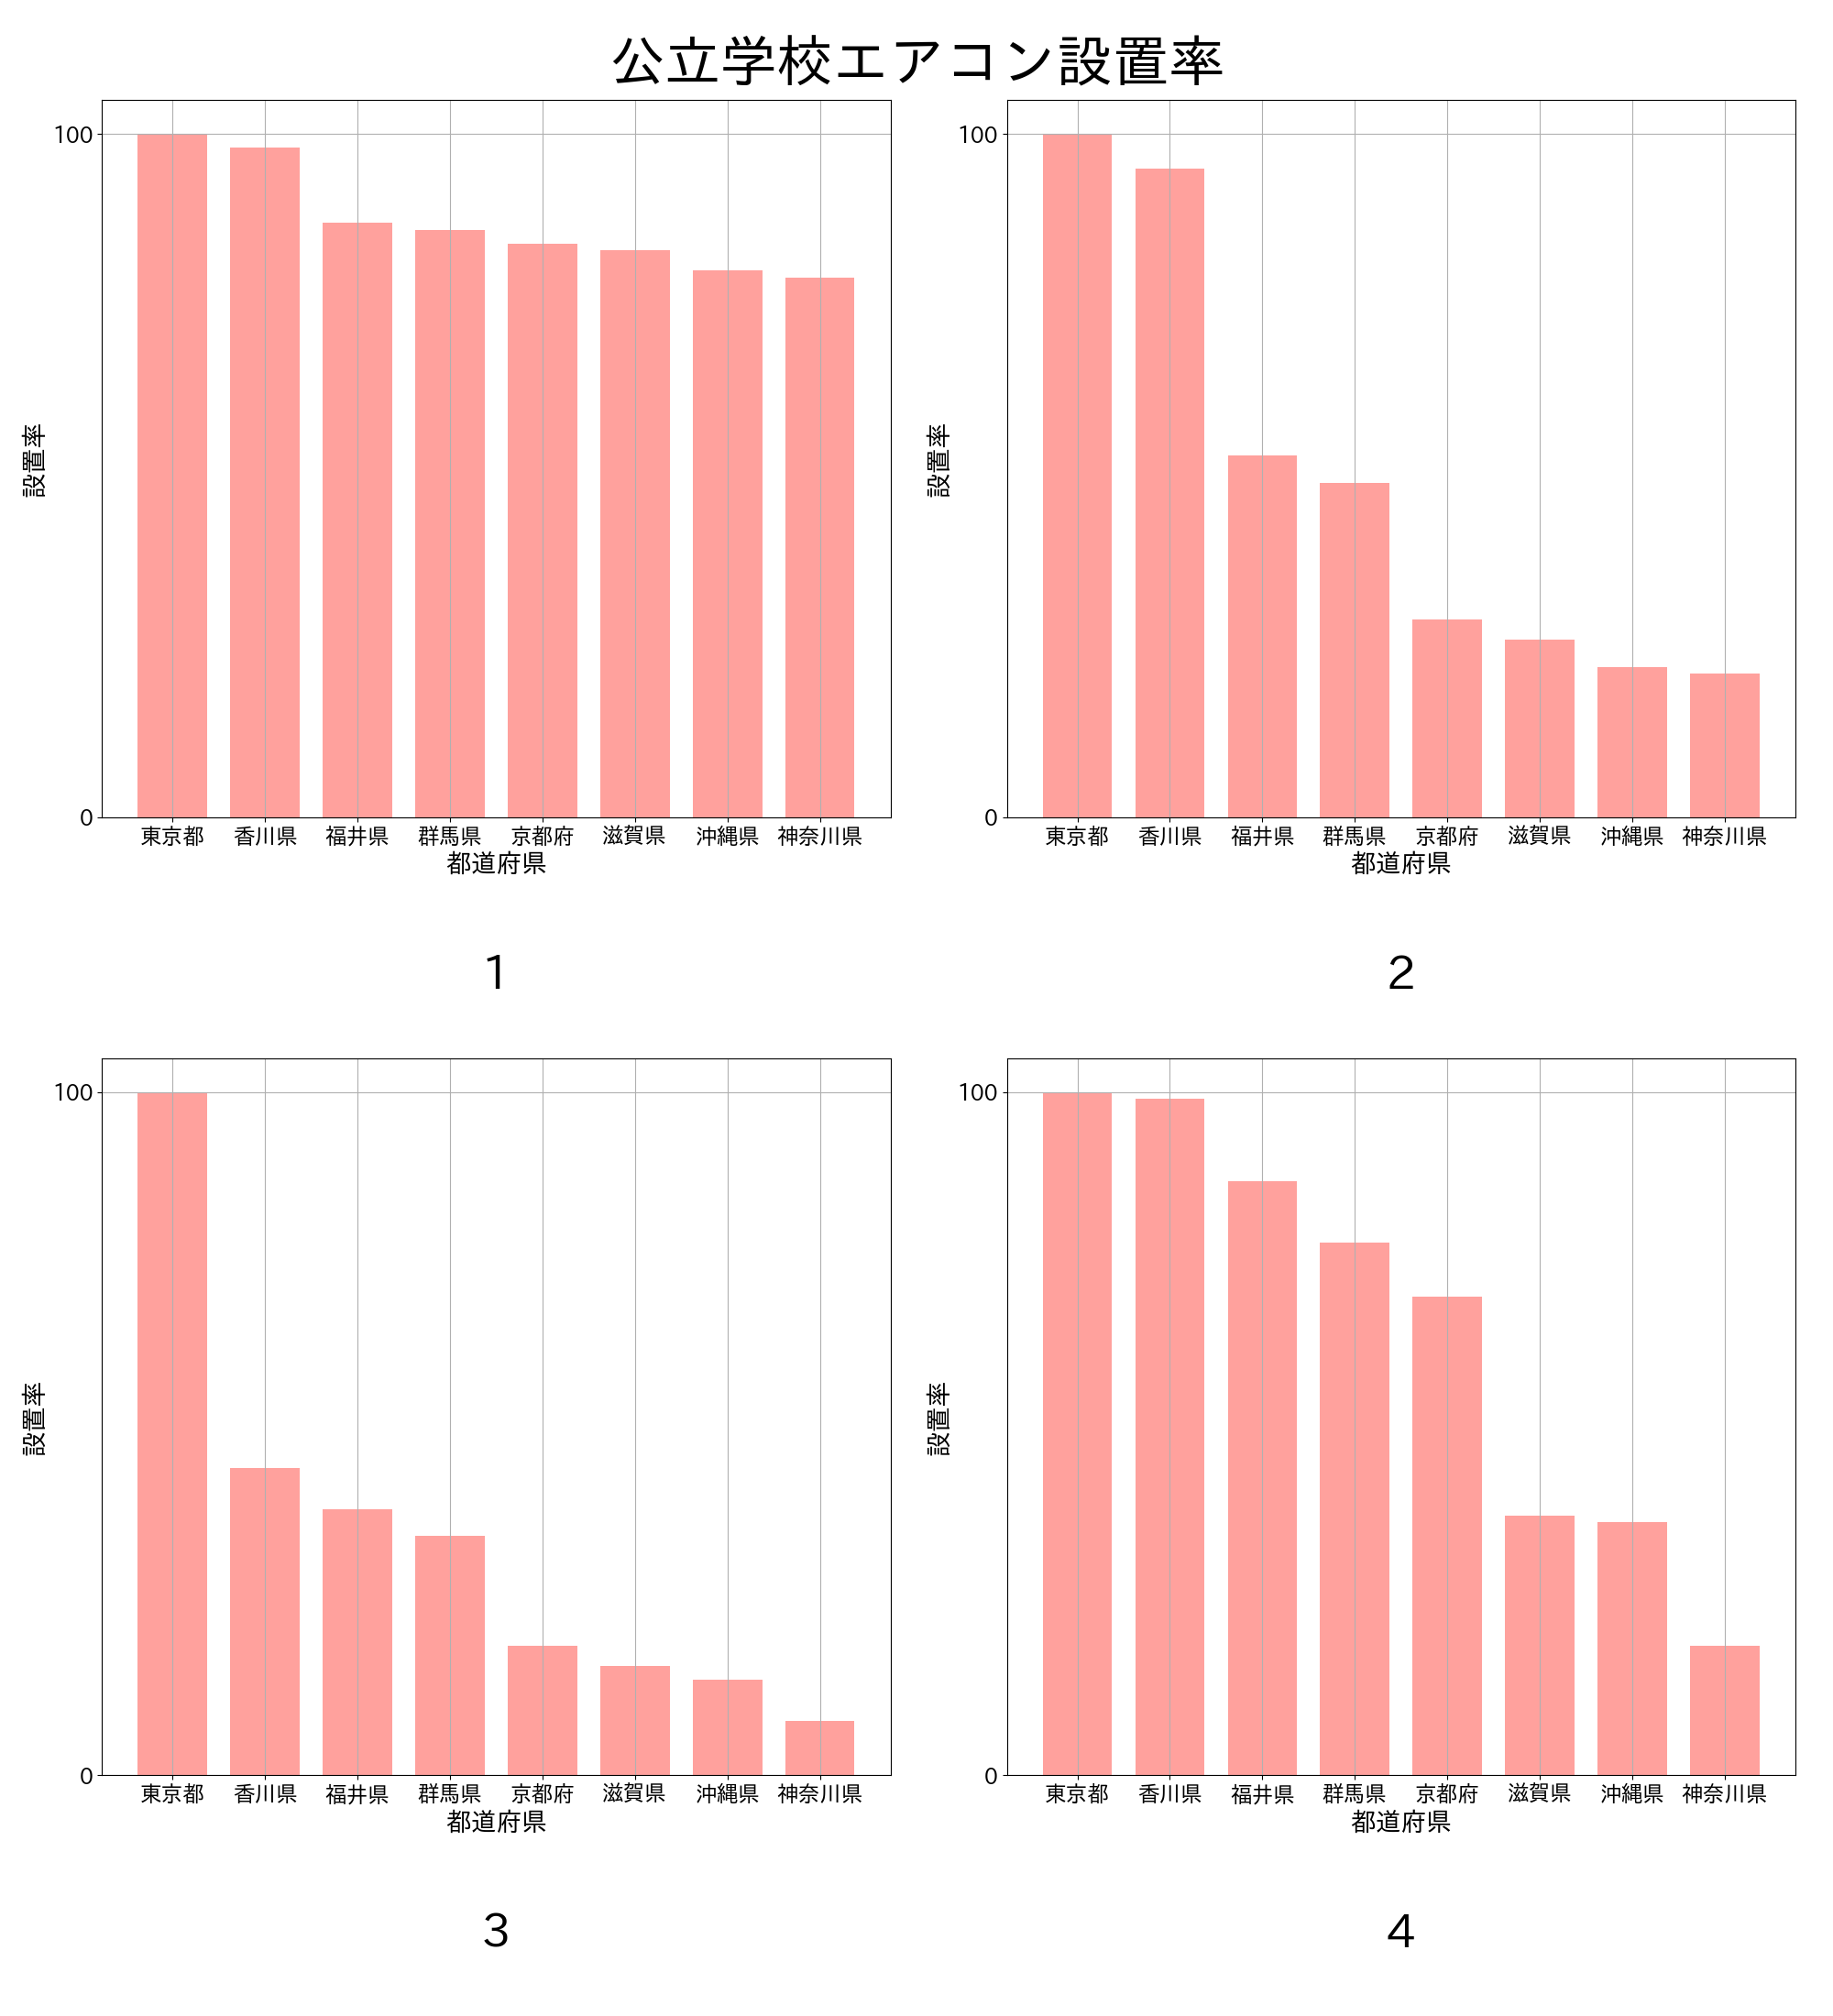 公立学校エアコン設置率
100
0
設置率
東京都 香川県 福井県 群馬県 京都府 滋賀県 沖縄県 神奈川県
都道府県
1
100
0
設置率
東京都 香川県 福井県 群馬県 京都府 滋賀県 沖縄県 神奈川県
都道府県
2
100
0
設置率
東京都 香川県 福井県 群馬県 京都府 滋賀県 沖縄県 神奈川県
都道府県
3
100
0
設置率
東京都 香川県 福井県 群馬県 京都府 滋賀県 沖縄県 神奈川県
都道府県
4